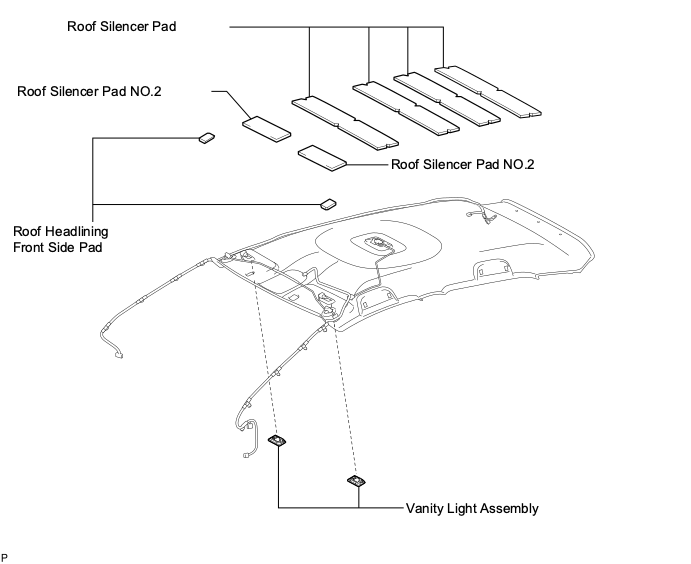 Roof Silencer Pad
Roof Silencer Pad NO.2
Roof Silencer Pad NO.2
Roof Headlining
Front Side Pad
Vanity Light Assembly
P